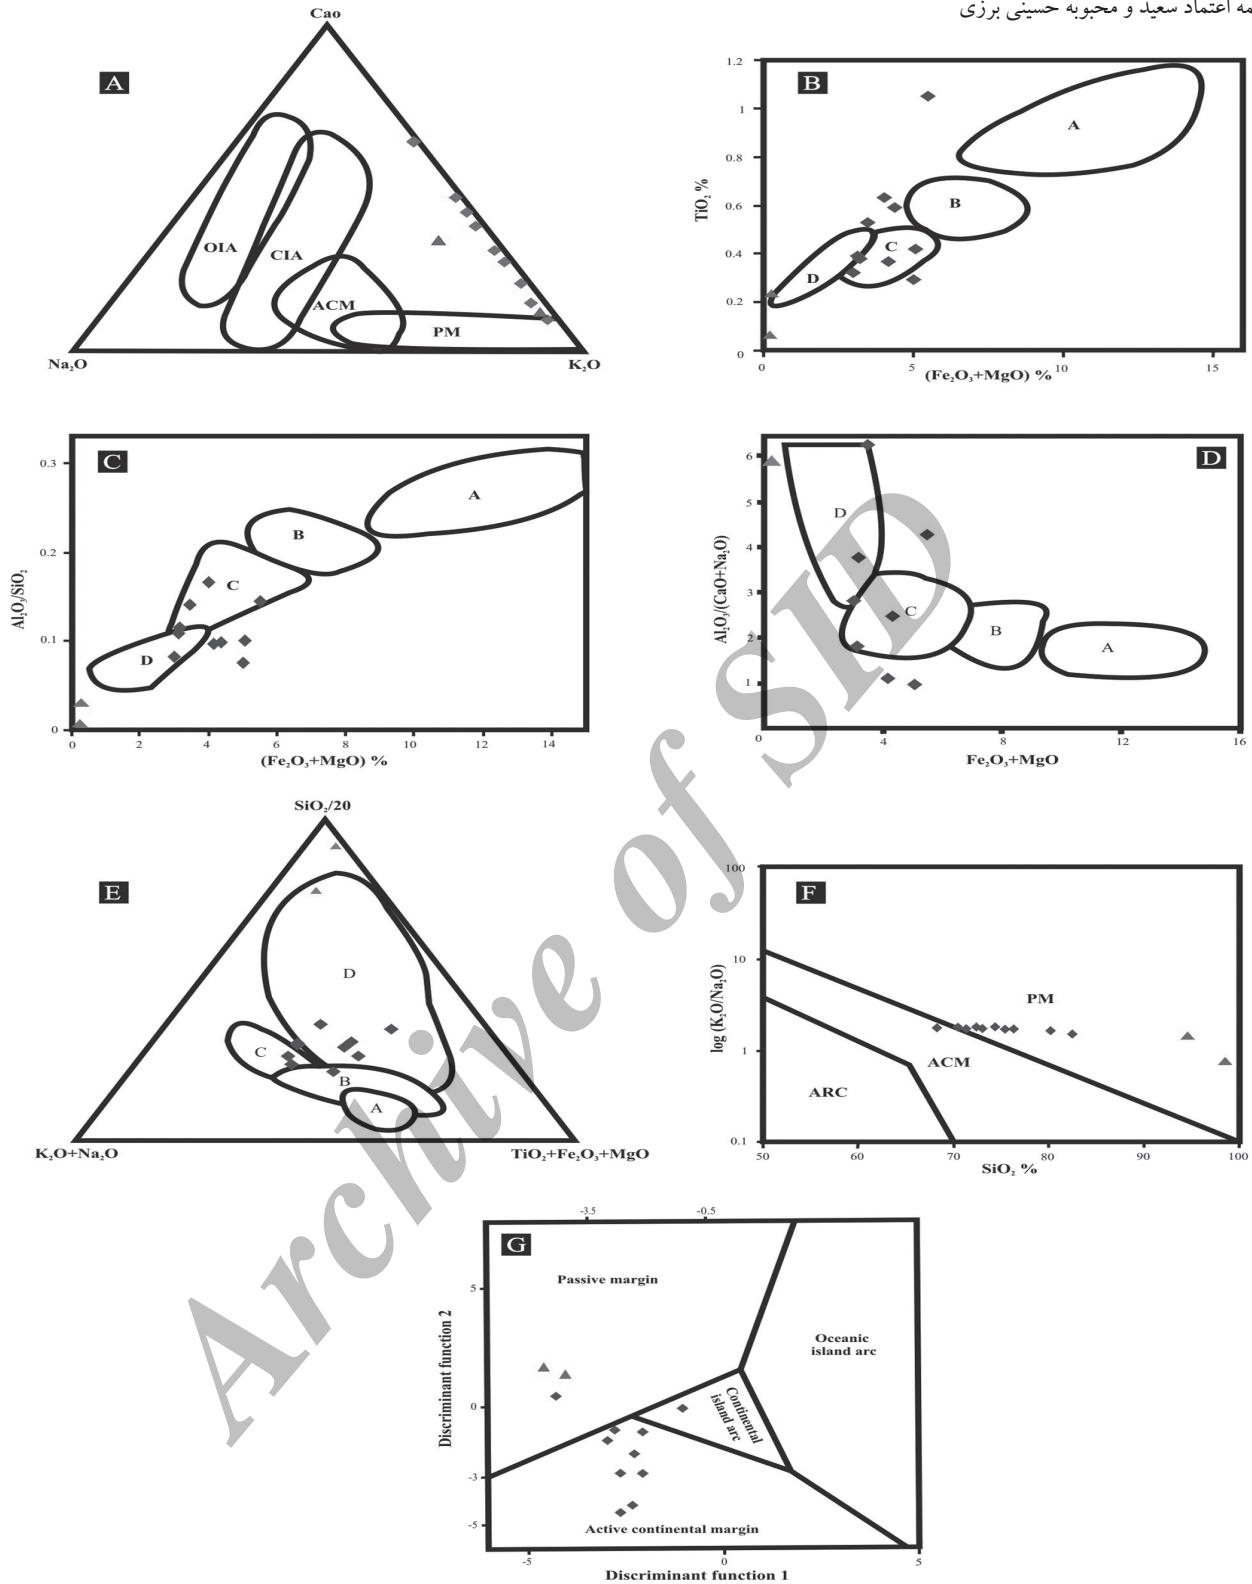 مه اعتماد سعید و محبوبه حسینی برزی
Cao
A
OIA
CIA
ACM
PM
Na₂O
K₂O
B
1.2
1
0.8
0.6
0.4
0.2
0
TiO₂ %
A
B
C
D
0
5
10
15
(Fe₂O₃+MgO) %
C
0.3
0.2
0.1
0
Al₂O₃/SiO₂
A
B
C
D
0
2
4
6
8
10
12
14
(Fe₂O₃+MgO) %
D
6
5
4
3
2
1
0
Al₂O₃/(CaO+Na₂O)
D
C
B
A
4
8
12
16
Fe₂O₃+MgO
SiO₂/20
E
D
C
B
A
K₂O+Na₂O
TiO₂+Fe₂O₃+MgO
F
100
10
1
0.1
log (K₂O/Na₂O)
PM
ACM
ARC
50
60
70
80
90
100
SiO₂ %
-3.5
-0.5
G
Passive margin
5
0
-3
-5
Discriminant function 2
Oceanic
island arc
Continental
island arc
Active continental margin
-5
0
5
Discriminant function 1
Archive of SID